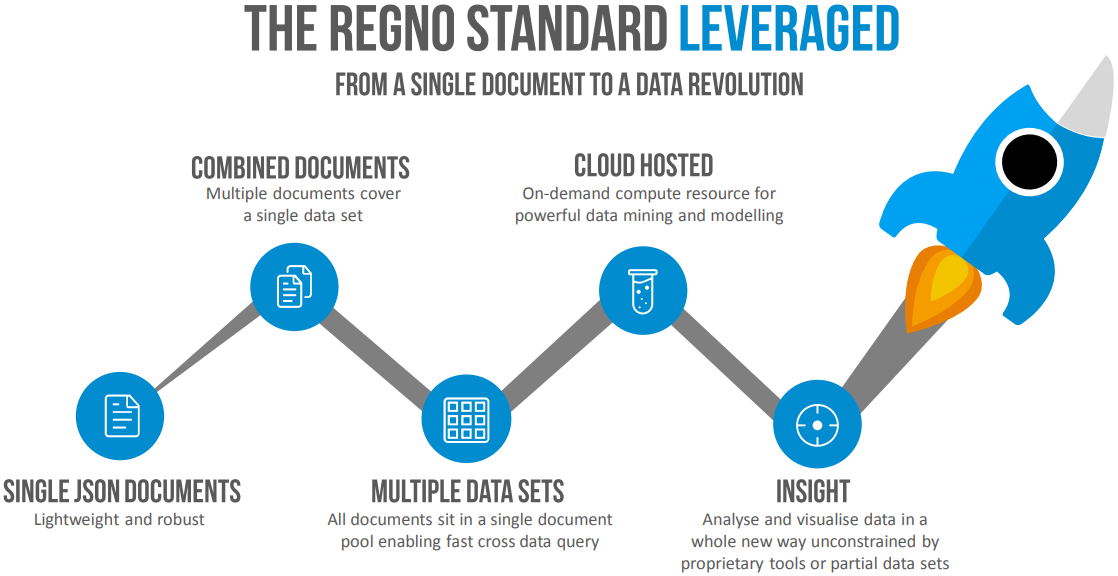 THE REGNO STANDARD LEVERAGED
FROM A SINGLE DOCUMENT TO A DATA REVOLUTION
COMBINED DOCUMENTS
Multiple documents cover
a single data set
CLOUD HOSTED
On-demand compute resource for
powerful data mining and modelling
SINGLE JSON DOCUMENTS
Lightweight and robust
MULTIPLE DATA SETS
All documents sit in a single document
pool enabling fast cross data query
INSIGHT
Analyse and visualise data in a
whole new way unconstrained by
proprietary tools or partial data sets